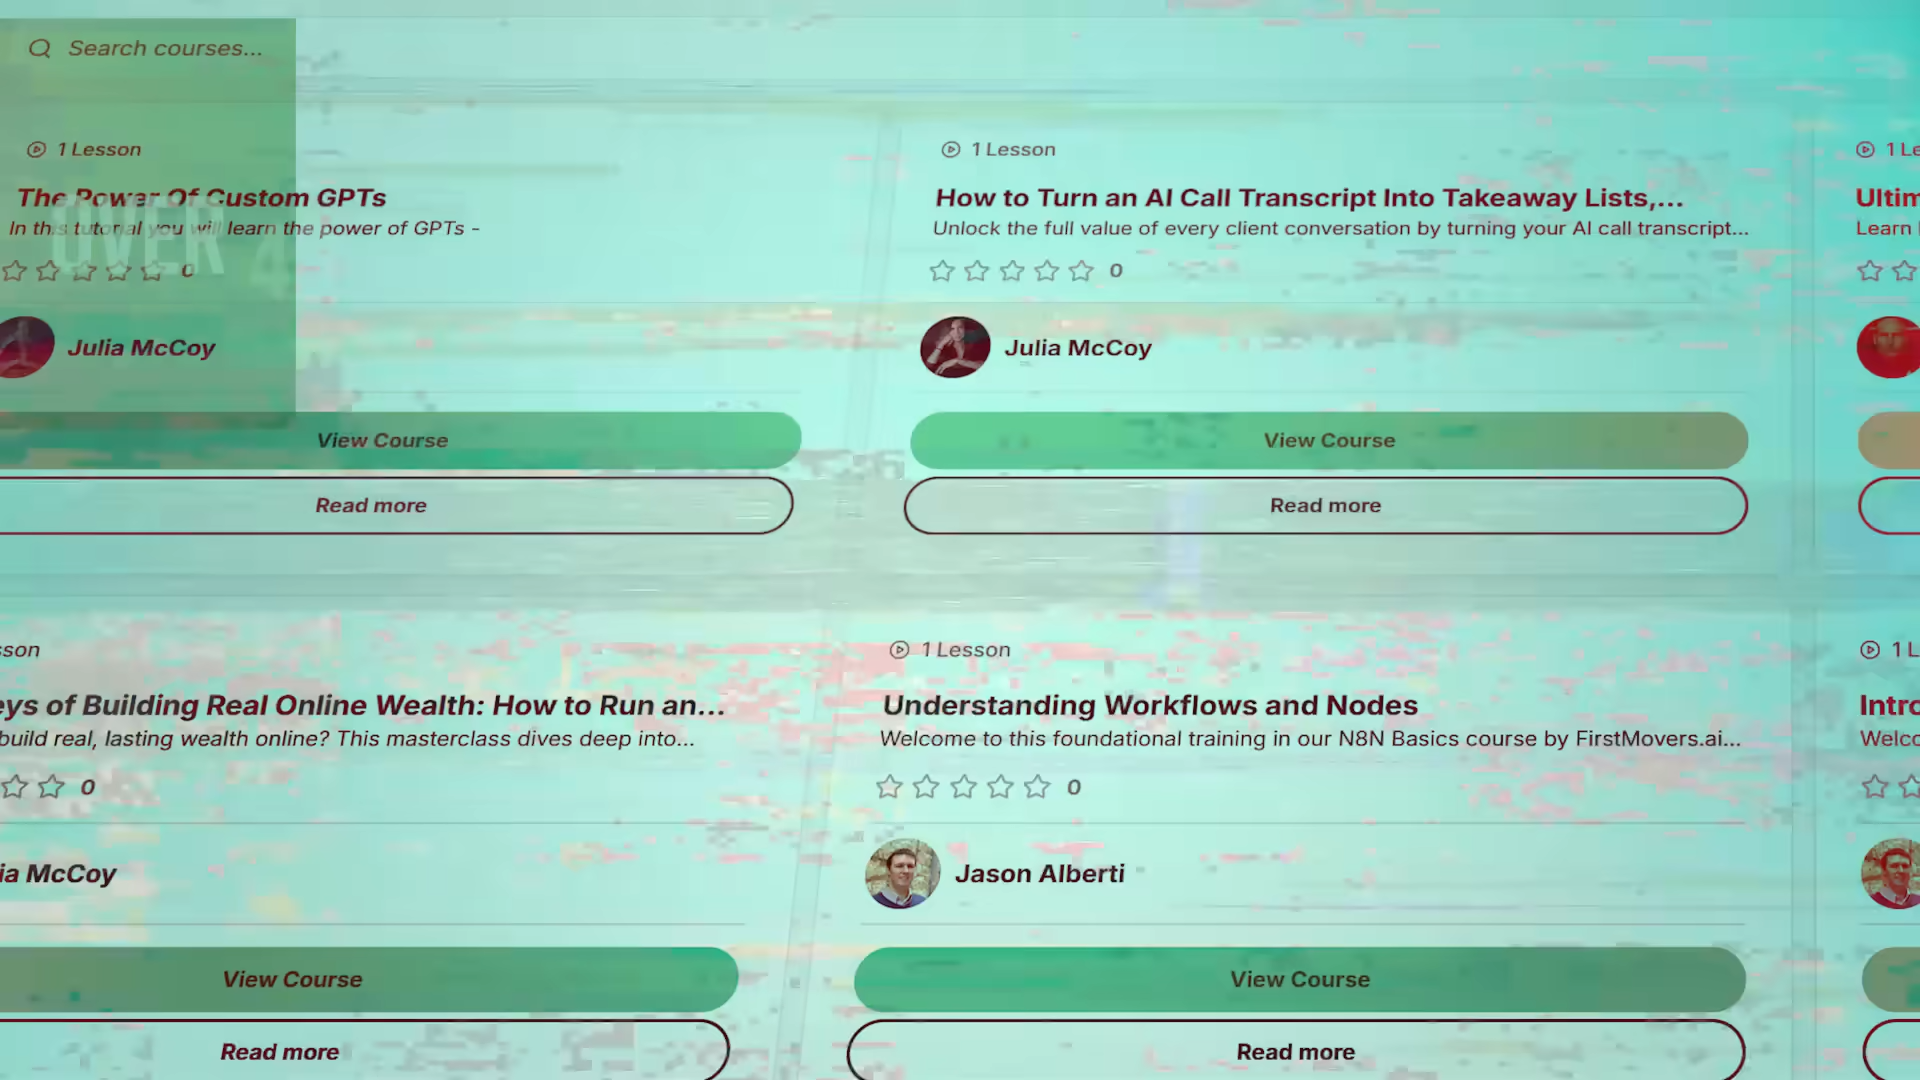 Search courses...
1 Lesson
The Power Of Custom GPTs
In this tutorial you will learn the power of GPTs -
OVER 4
0
Julia McCoy
View Course
Read more
1 Lesson
How to Turn an AI Call Transcript Into Takeaway Lists,...
Unlock the full value of every client conversation by turning your AI call transcript...
0
Julia McCoy
View Course
Read more
1 Le
Ultim
Learn
sson
eys of Building Real Online Wealth: How to Run an...
build real, lasting wealth online? This masterclass dives deep into...
0
ia McCoy
View Course
Read more
1 Lesson
Understanding Workflows and Nodes
Welcome to this foundational training in our N8N Basics course by FirstMovers.ai...
0
Jason Alberti
View Course
Read more
1 L
Intro
Welco